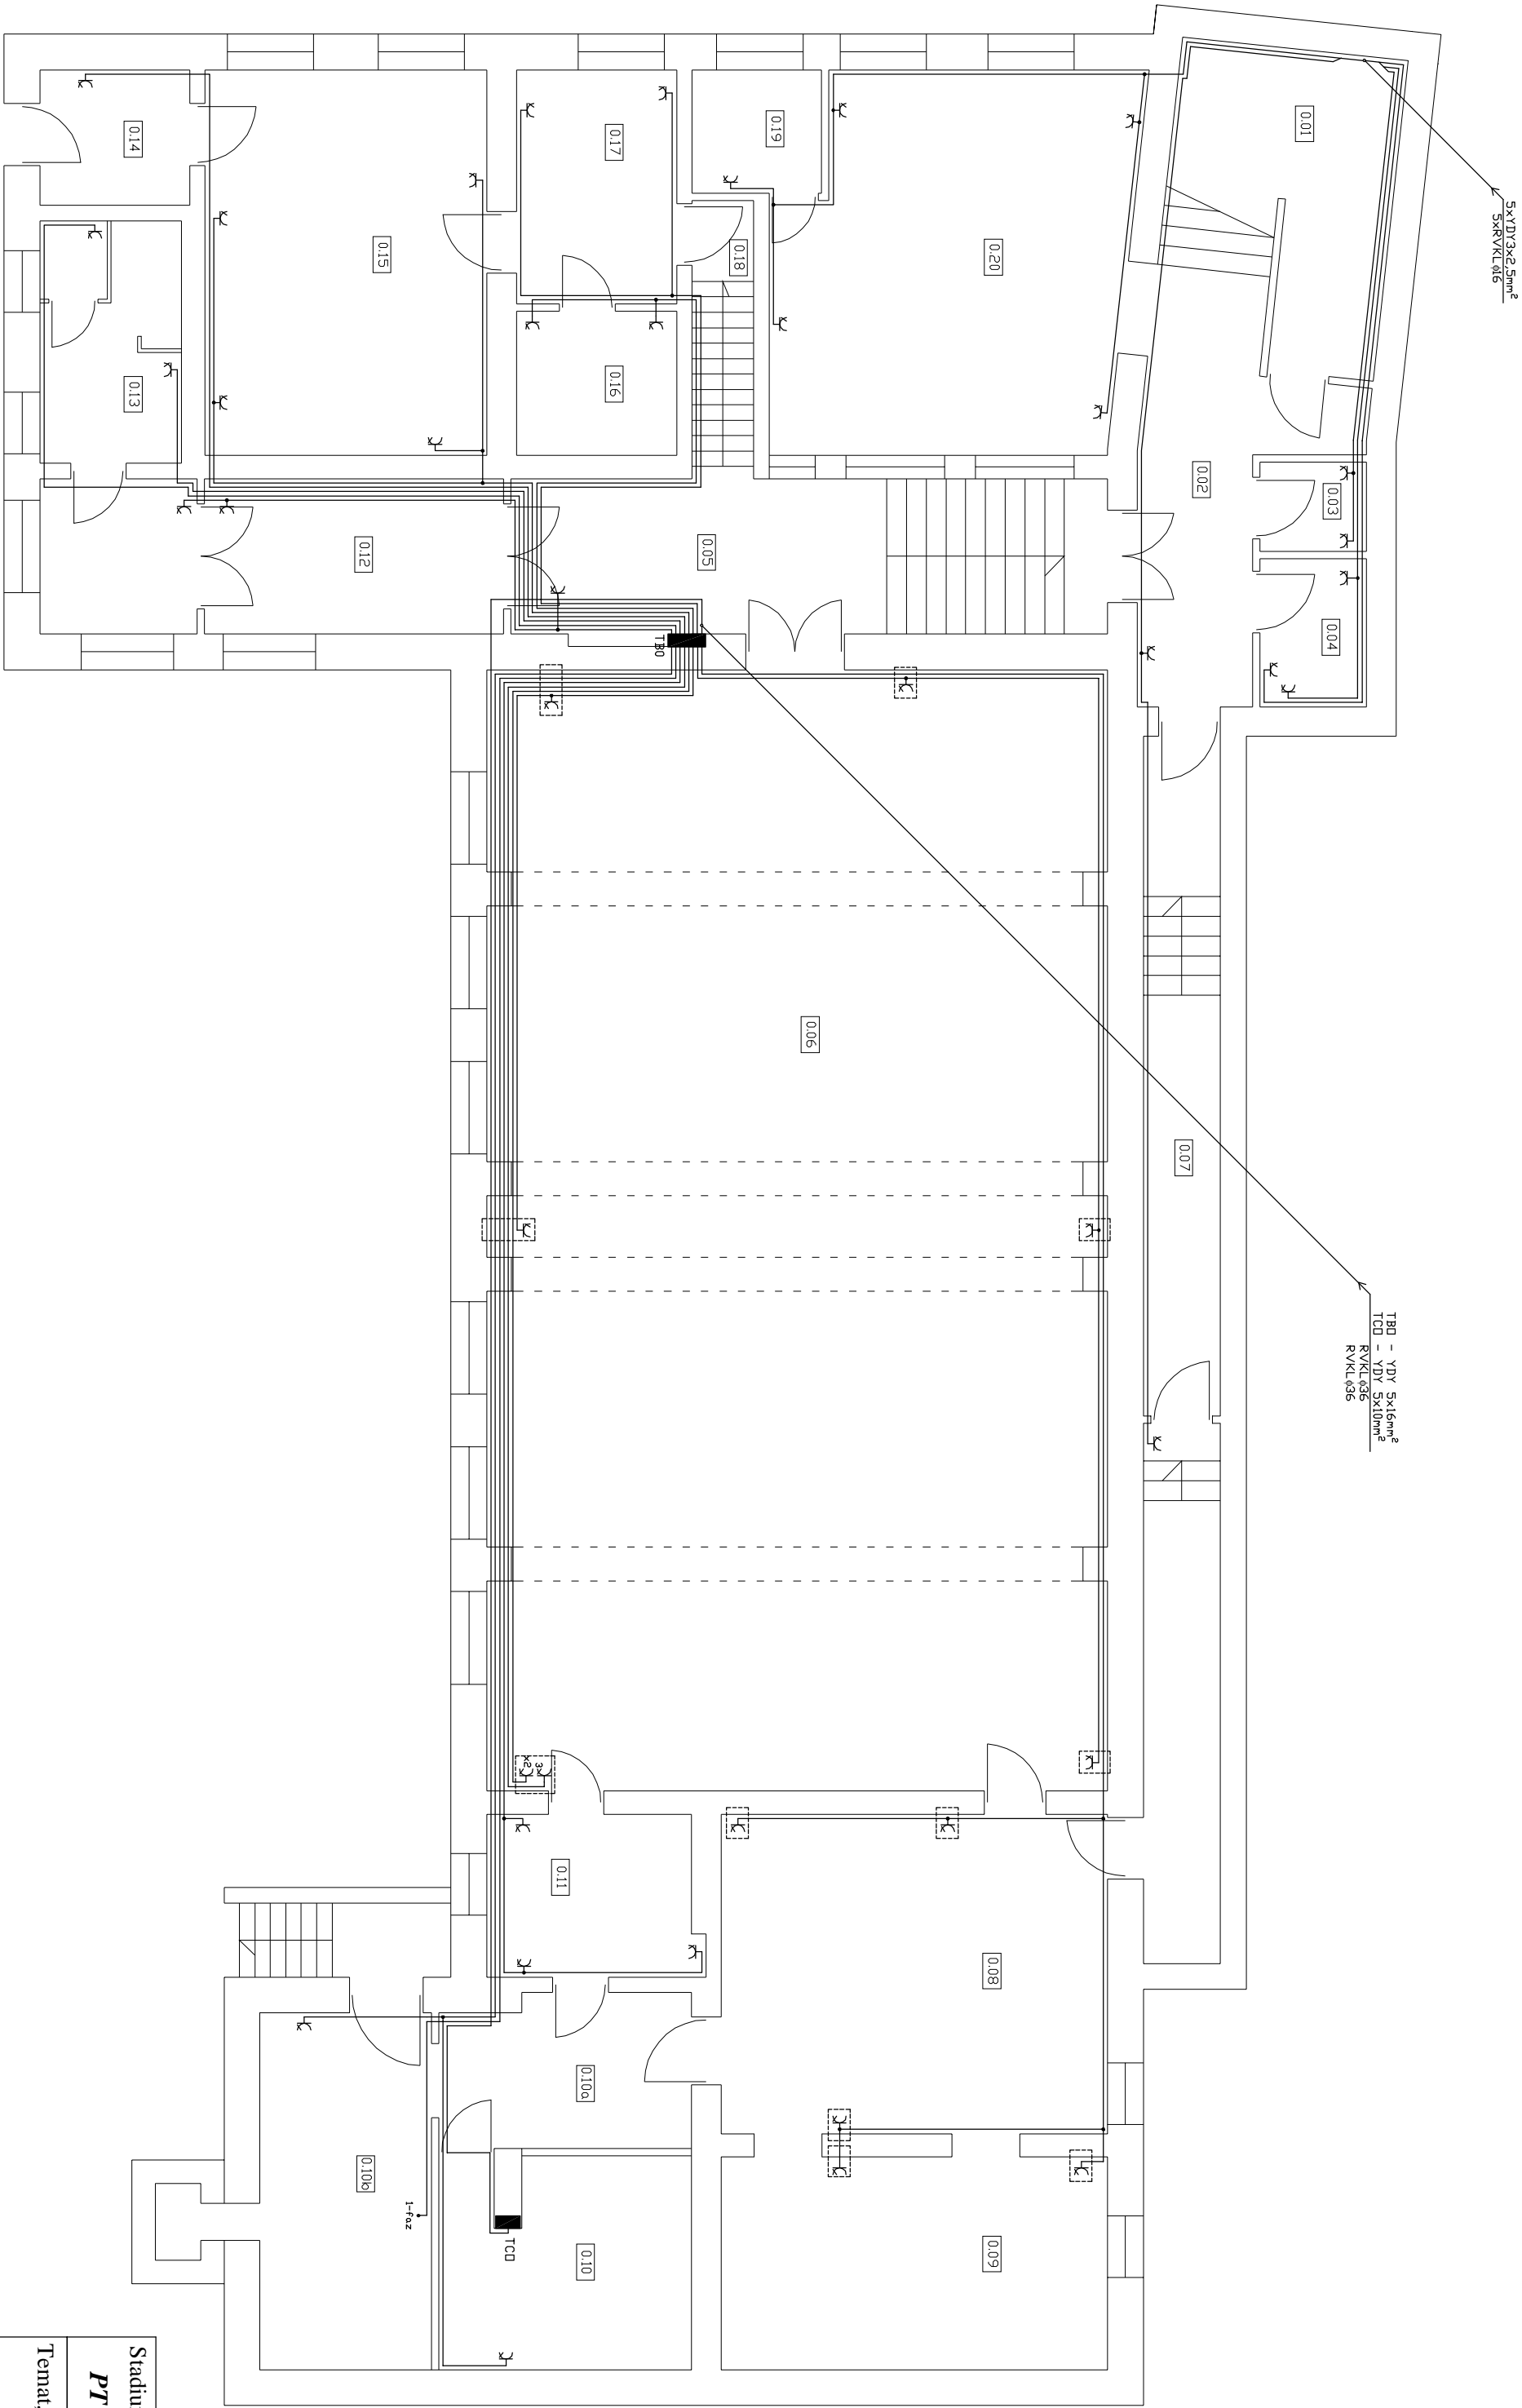 5xYDY3x2,5mm²
5xRVKLϕ16
TBO - YDY 5x16mm²
TCO - YDY 5x10mm²
RVKLϕ36
RVKLϕ36
0.01
0.02
0.03
0.04
0.05
0.06
0.07
0.08
0.09
0.10
0.10a
0.10b
0.11
0.12
0.13
0.14
0.15
0.16
0.17
0.18
0.19
0.20
TBO
TCO
1-faz
3
x2
PT
Temat